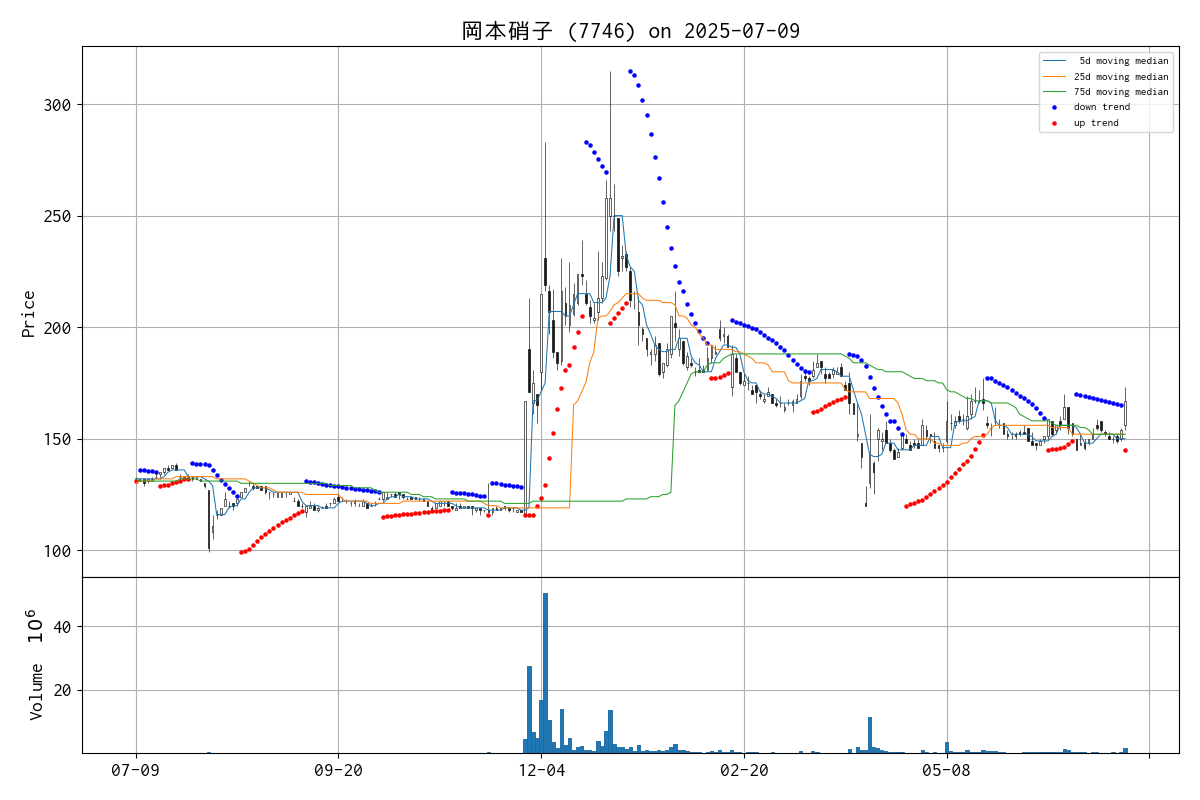 岡本硝子 (7746) on 2025-07-09
5d moving median
25d moving median
75d moving median
down trend
up trend
Price
300
250
200
150
100
Volume 10^6
40
20
07-09 09-20 12-04 02-20 05-08